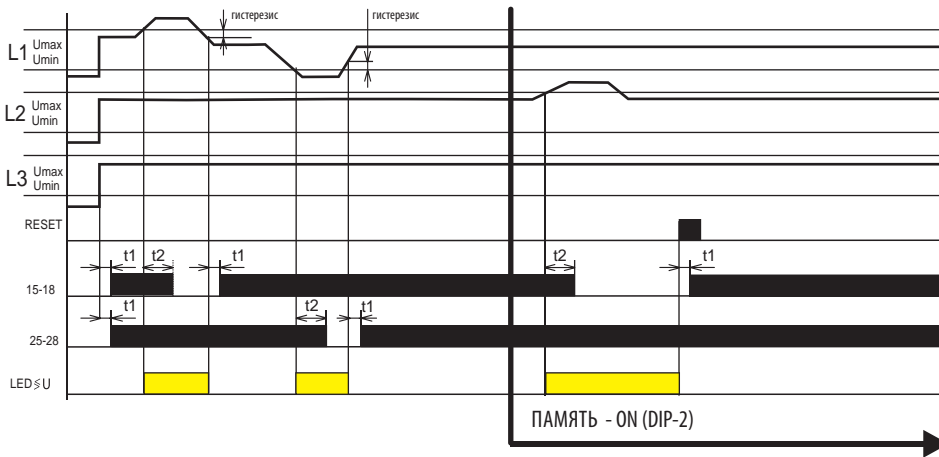 гистерезис гистерезис
L1 Umax
Umin
L2 Umax
Umin
L3 Umax
Umin
RESET
t1 t2 t1 t2 t1
15-18
t1 t2 t1
25-28
LED ≶ U
ПАМЯТЬ - ON (DIP-2)